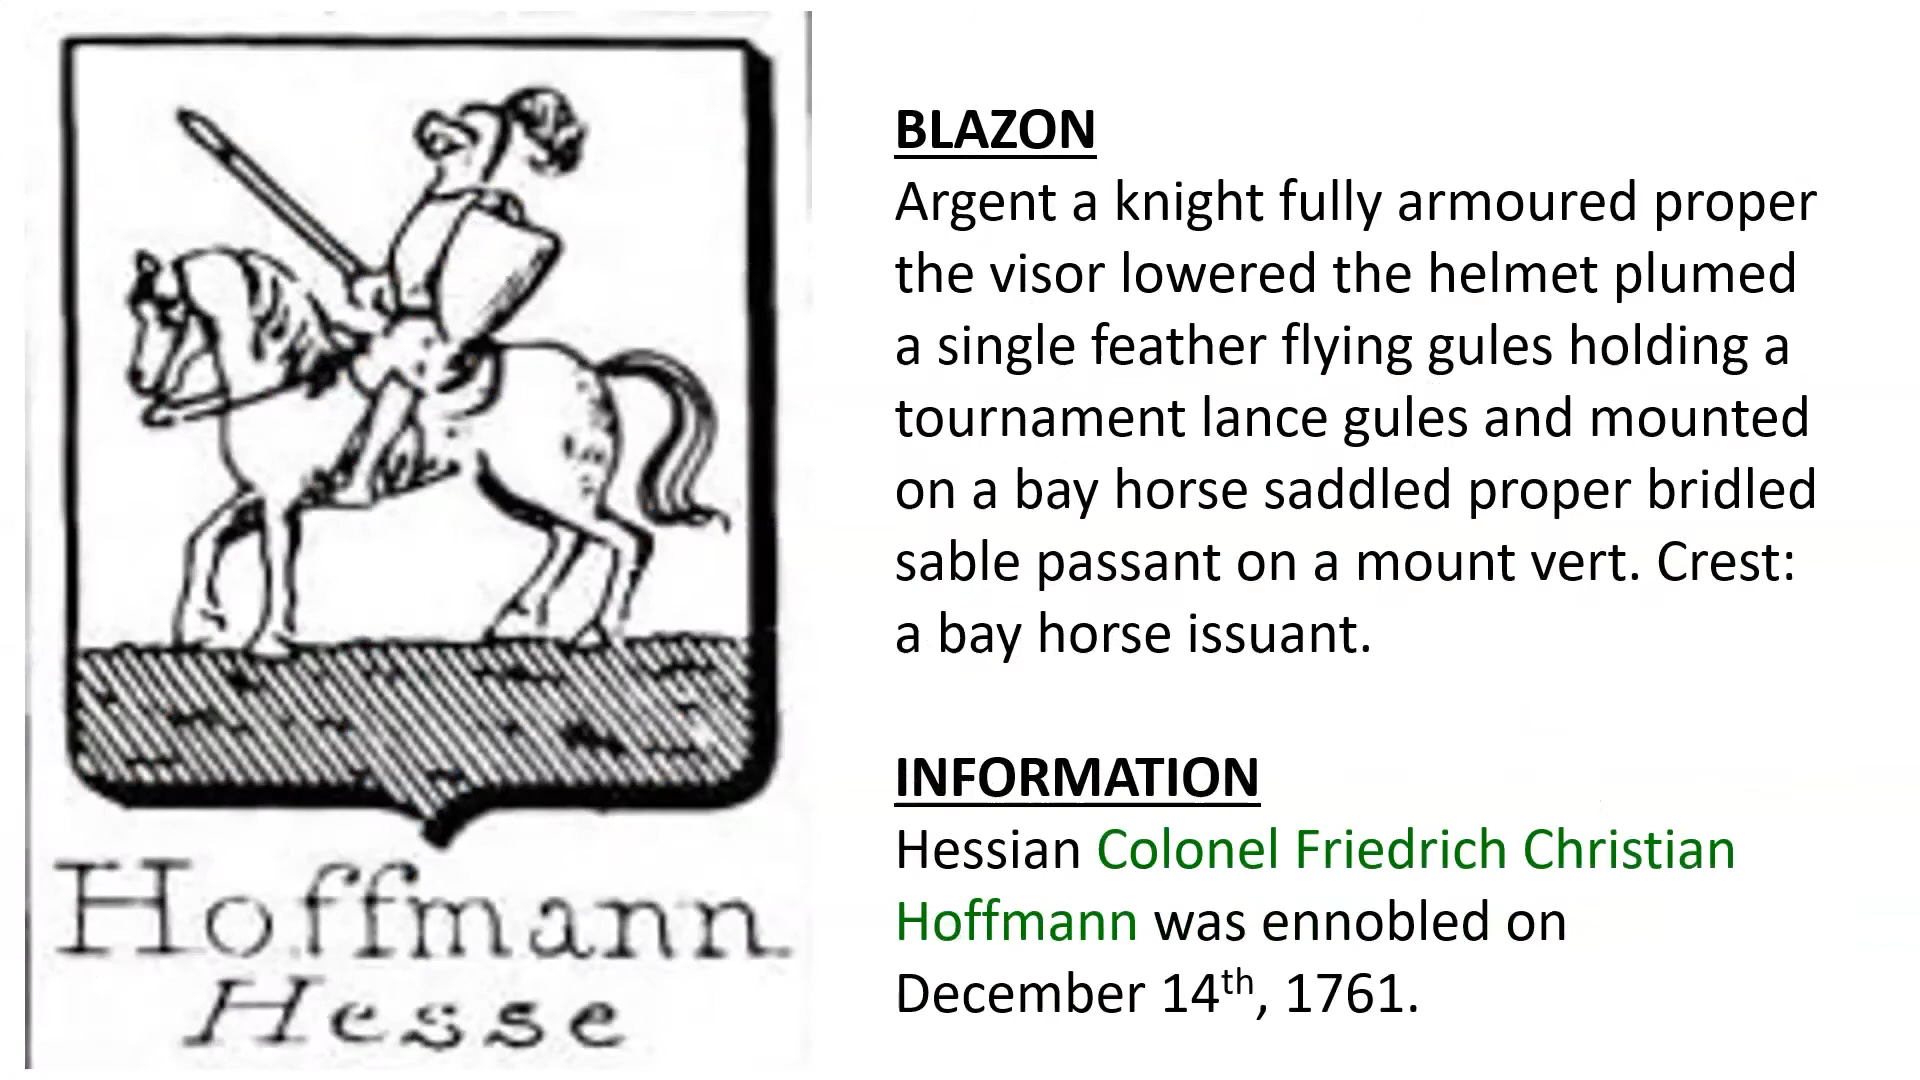 Hoffmann
Hesse
BLAZON
Argent a knight fully armoured proper
the visor lowered the helmet plumed
a single feather flying gules holding a
tournament lance gules and mounted
on a bay horse saddled proper bridled
sable passant on a mount vert. Crest:
a bay horse issuant.
INFORMATION
Hessian Colonel Friedrich Christian
Hoffmann was ennobled on
December 14th, 1761.